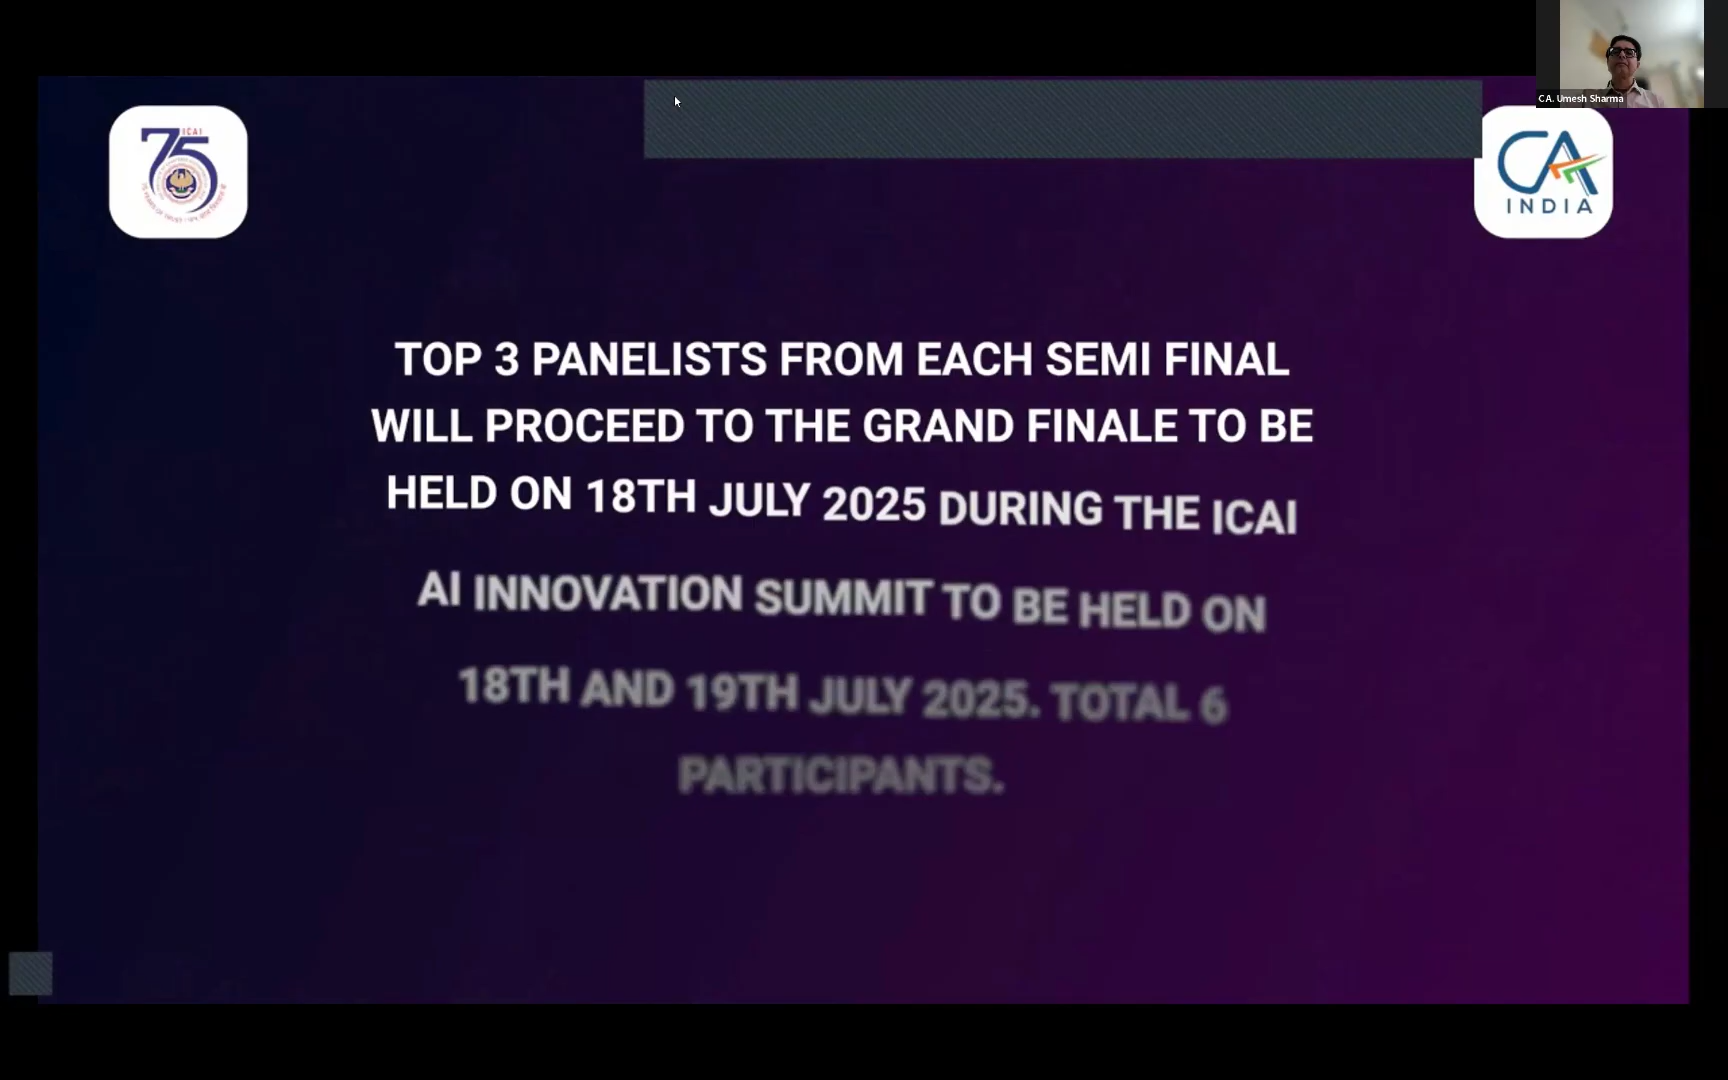 CA. Umesh Sharma
ICAI
75
CA
INDIA
TOP 3 PANELISTS FROM EACH SEMI FINAL
WILL PROCEED TO THE GRAND FINALE TO BE
HELD ON 18TH JULY 2025 DURING THE ICAI
AI INNOVATION SUMMIT TO BE HELD ON
18TH AND 19TH JULY 2025. TOTAL 6
PARTICIPANTS.